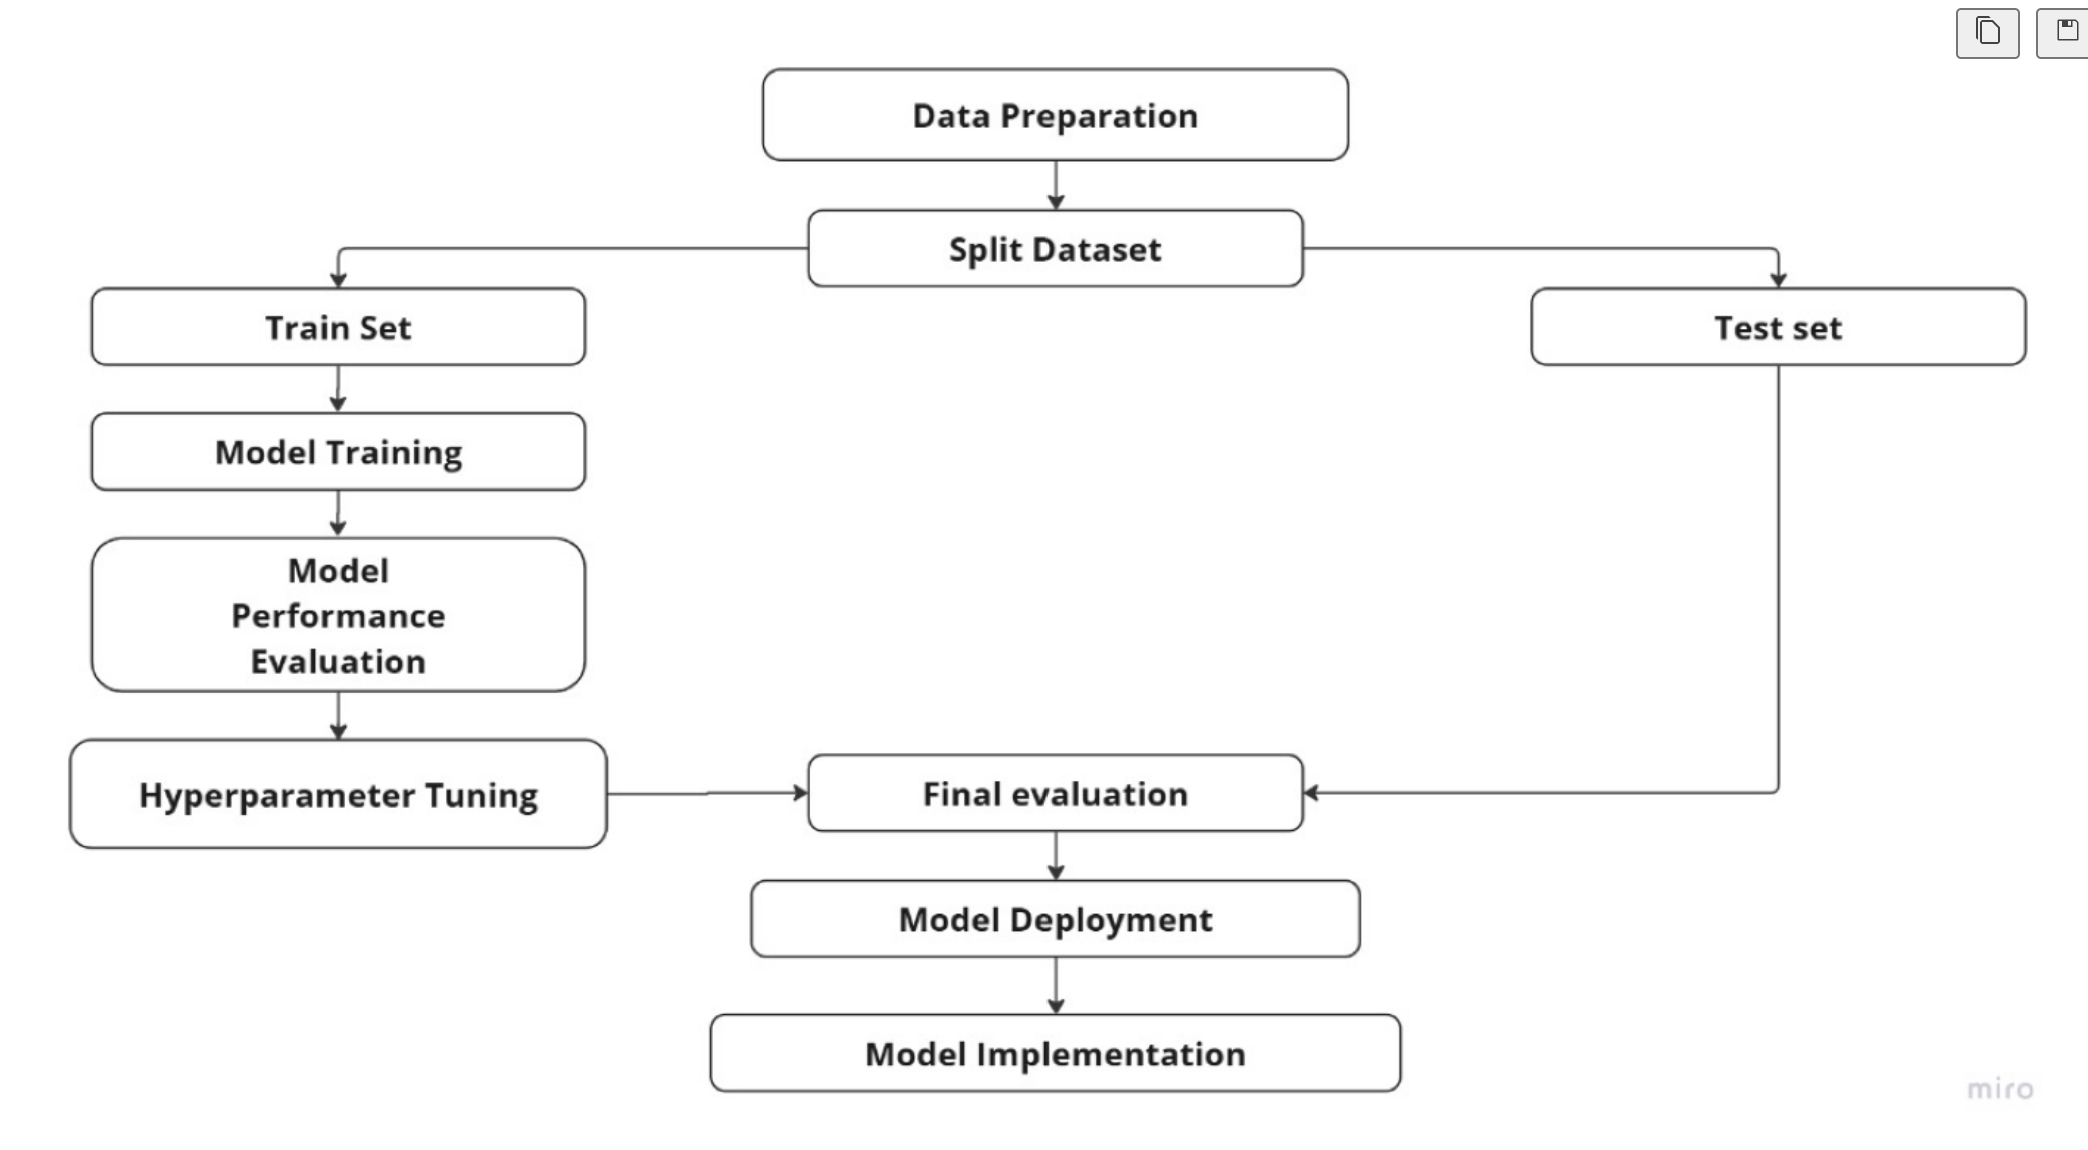 Data Preparation
Split Dataset
Train Set
Test set
Model Training
Model
Performance
Evaluation
Hyperparameter Tuning
Final evaluation
Model Deployment
Model Implementation
miro